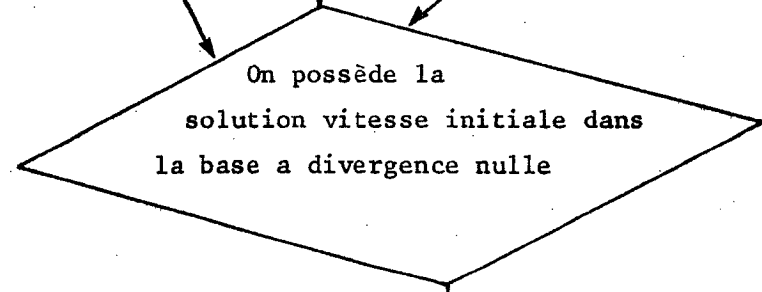 On possède la
solution vitesse initiale dans
la base a divergence nulle